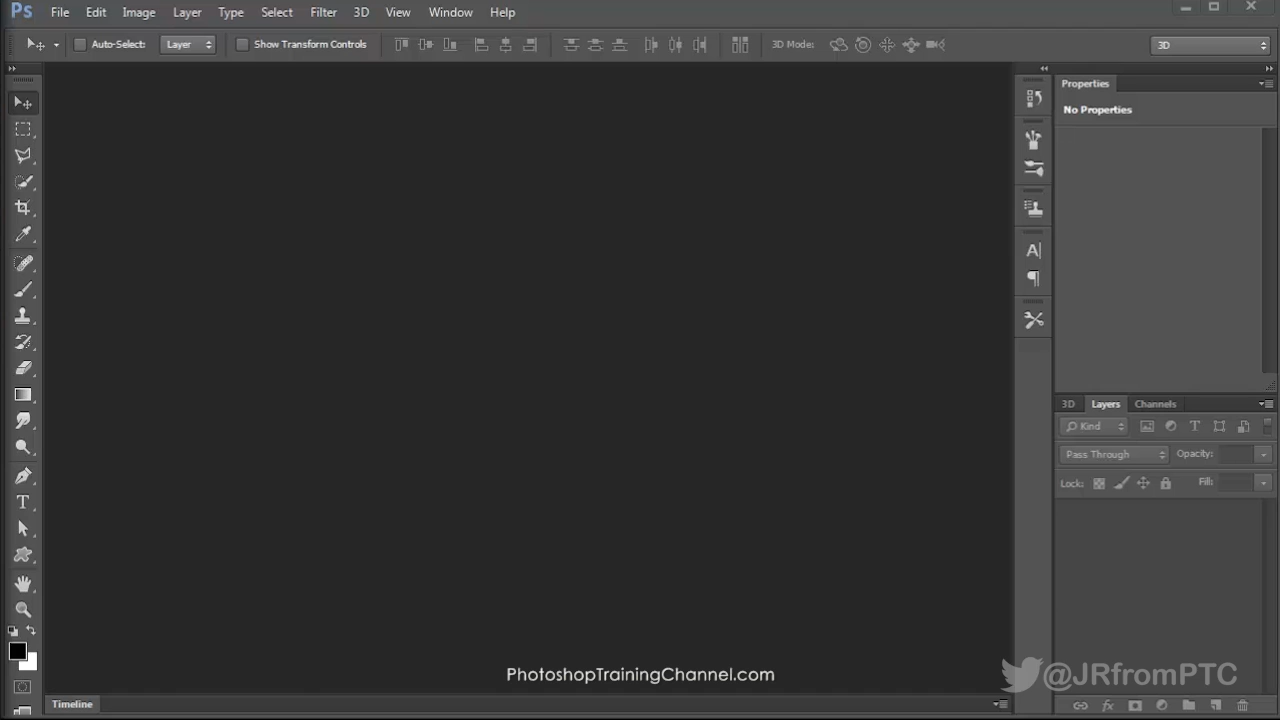 Ps File Edit Image Layer Type Select Filter 3D View Window Help
Auto-Select: Layer Show Transform Controls 3D Mode: 3D
Properties
No Properties
3D Layers Channels
Kind
Pass Through Opacity:
Lock: Fill:
PhotoshopTrainingChannel.com
@JRfromPTC
Timeline